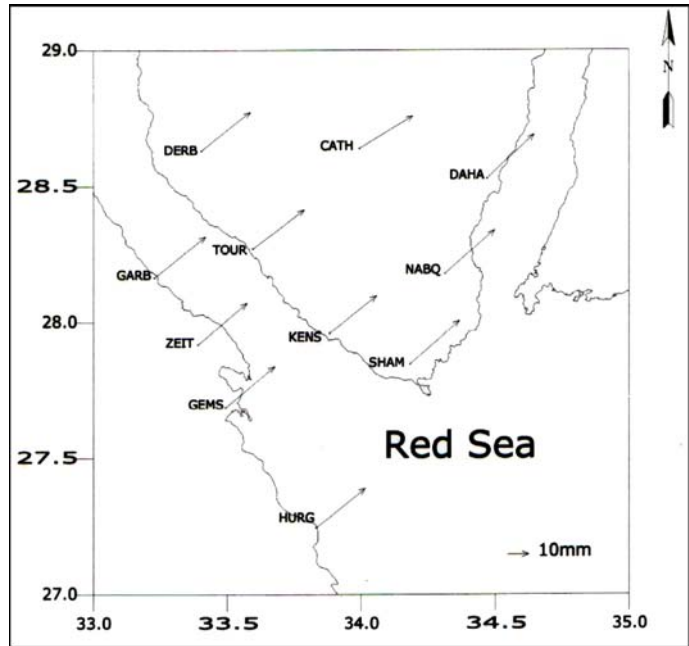 29.0
N
DERB
CATH
DAHA
28.5
TOUR
GARB
NABQ
28.0
ZEIT
KENS
SHAM
GEMS
Red Sea
27.5
HURG
10mm
27.0
33.0 33.5 34.0 34.5 35.0